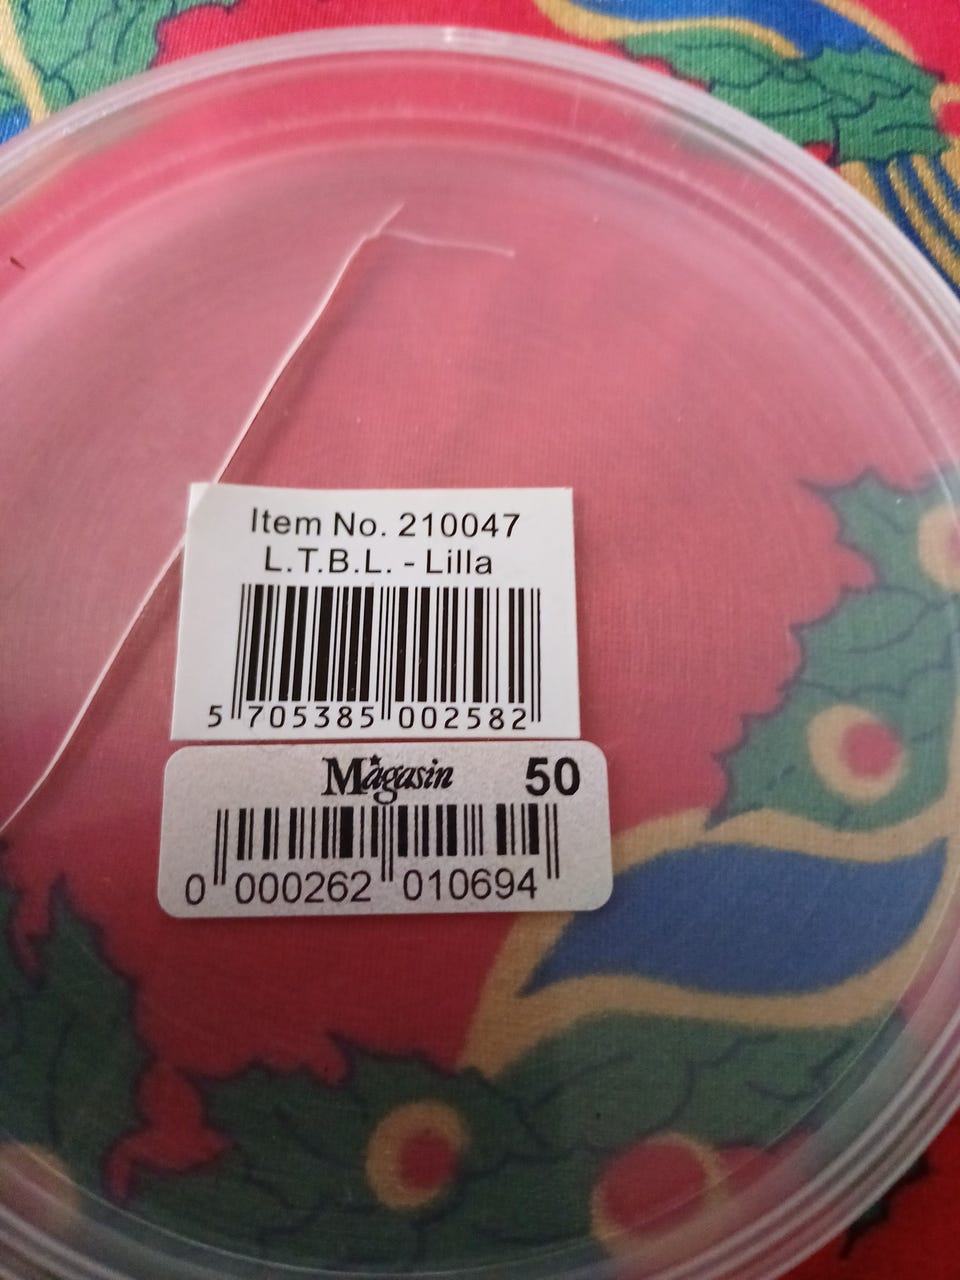 Item No. 210047
L.T.B.L. - Lilla
5 705385 002582
Magasin 50
0 000262 010694